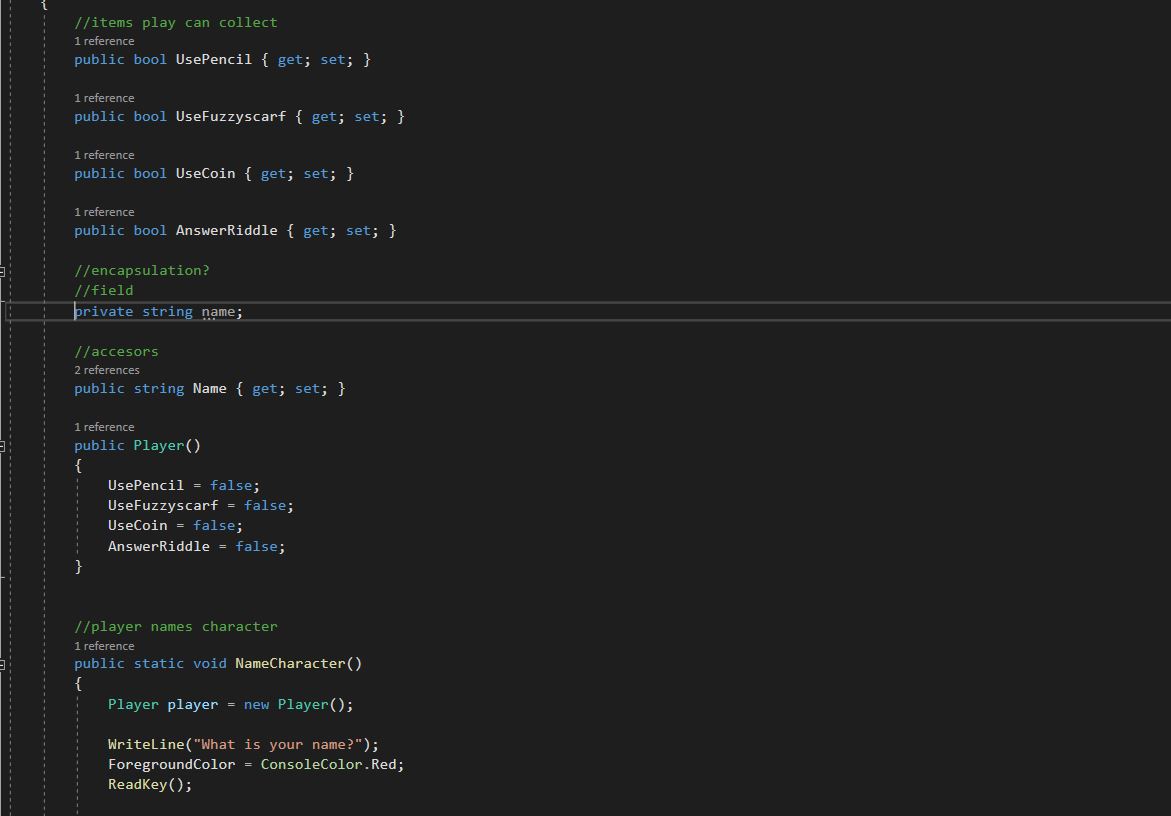 {
//items play can collect
1 reference
public bool UsePencil { get; set; }
1 reference
public bool UseFuzzyscarf { get; set; }
1 reference
public bool UseCoin { get; set; }
1 reference
public bool AnswerRiddle { get; set; }
//encapsulation?
//field
private string name;
//accesors
2 references
public string Name { get; set; }
1 reference
public Player()
{
UsePencil = false;
UseFuzzyscarf = false;
UseCoin = false;
AnswerRiddle = false;
}
//player names character
1 reference
public static void NameCharacter()
{
Player player = new Player();
WriteLine("What is your name?");
ForegroundColor = ConsoleColor.Red;
ReadKey();